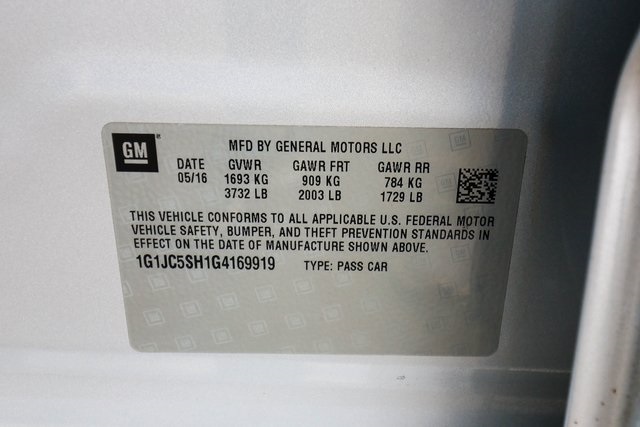 GM MFD BY GENERAL MOTORS LLC
DATE GVWR GAWR FRT GAWR RR
05/16 1693 KG 909 KG 784 KG
3732 LB 2003 LB 1729 LB
THIS VEHICLE CONFORMS TO ALL APPLICABLE U.S. FEDERAL MOTOR
VEHICLE SAFETY, BUMPER, AND THEFT PREVENTION STANDARDS IN
EFFECT ON THE DATE OF MANUFACTURE SHOWN ABOVE.
1G1JC5SH1G4169919 TYPE: PASS CAR